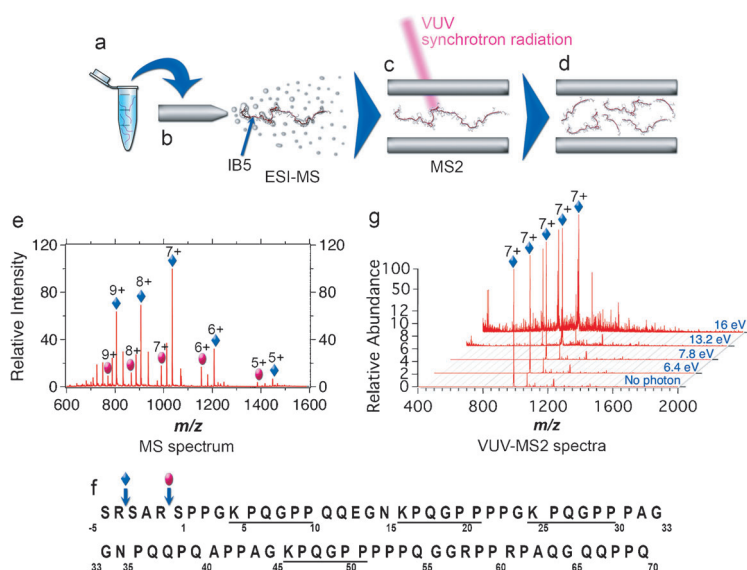 a
VUV
synchrotron radiation
c
d
b
IB5
ESI-MS
MS2
e
Relative Intensity
120
80
40
0
9+
8+
7+
9+
8+
7+
6+
6+
5+
5+
120
80
40
0
600 800 1000 1200 1400 1600
m/z
MS spectrum
g
Relative Abundance
100
50
12
10
8
6
4
2
0
7+
7+
7+
7+
7+
16 eV
13.2 eV
7.8 eV
6.4 eV
No photon
400 800 1200 1600 2000
m/z
VUV-MS2 spectra
f
SRSARSPPGKPQGPPQQEGNKPQGPPPPGKPQGPPPAG
-5 1 5 10 15 20 25 30 33
GNPQQPQAPPAGKPQGPPPPPQGGRPPRPAQGQQPPQ
33 35 40 45 50 55 60 65 70